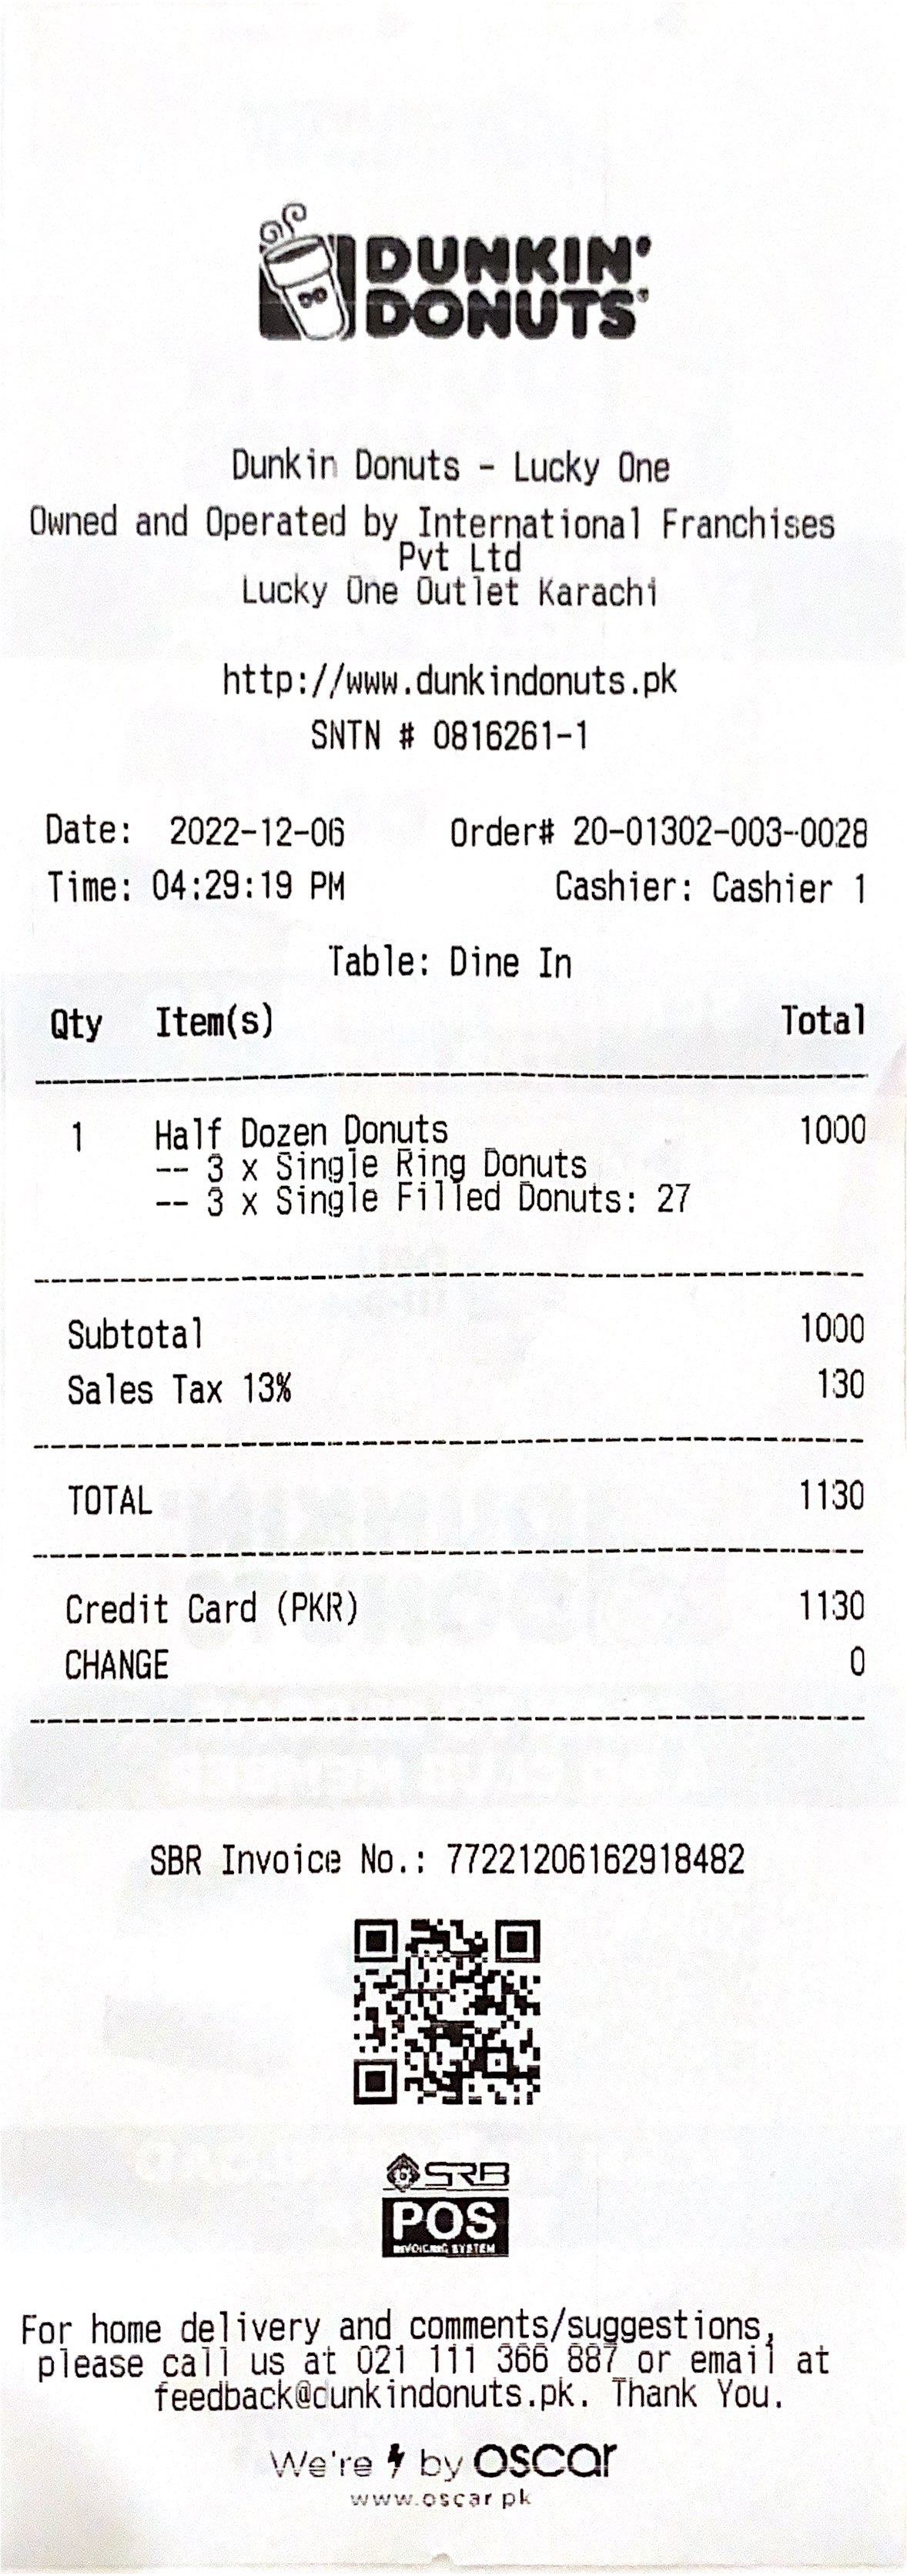 DUNKIN'
DONUTS
Dunkin Donuts - Lucky One
Owned and Operated by International Franchises
Pvt Ltd
Lucky One Outlet Karachi
http://www.dunkindonuts.pk
SNTN # 0816261-1
Date: 2022-12-06 Order# 20-01302-003-0028
Time: 04:29:19 PM Cashier: Cashier 1
Table: Dine In
Qty Item(s) Total
1 Half Dozen Donuts 1000
-- 3 x Single Ring Donuts
-- 3 x Single Filled Donuts: 27
Subtotal 1000
Sales Tax 13% 130
TOTAL 1130
Credit Card (PKR) 1130
CHANGE 0
SBR Invoice No.: 77221206162918482
SRB
POS
INVOICING SYSTEM
For home delivery and comments/suggestions,
please call us at 021 111 366 887 or email at
feedback@dunkindonuts.pk. Thank You.
We're by oscar
www.oscar.pk